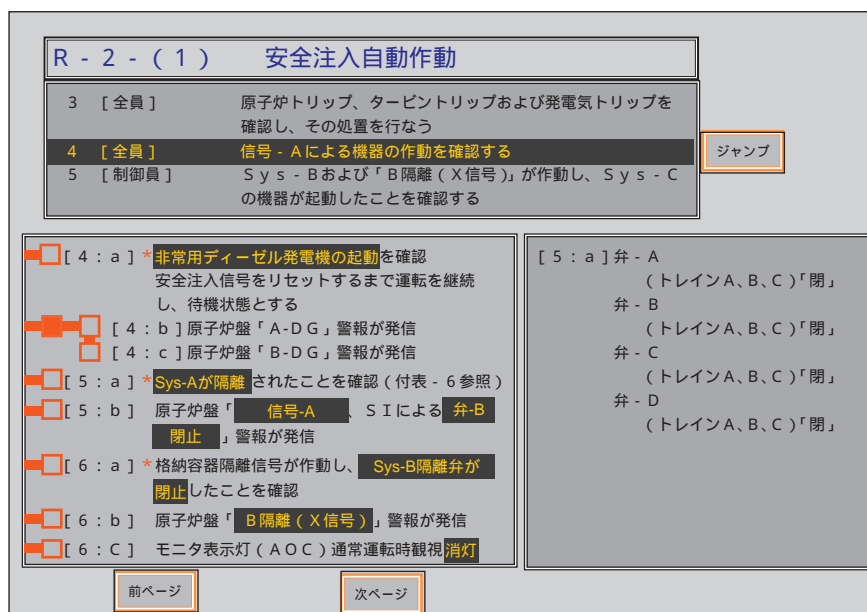 R-2-(1)　安全注入自動作動
3　[全員]　原子炉トリップ、タービントリップおよび発電気トリップを
確認し、その処置を行なう
4　[全員]　信号-Aによる機器の作動を確認する
5　[制御員]　Sys-Bおよび「B隔離(X信号)」が作動し、Sys-C
の機器が起動したことを確認する
ジャンプ
[4:a]*非常用ディーゼル発電機の起動を確認
安全注入信号をリセットするまで運転を継続
し、待機状態とする
[4:b]原子炉盤「A-DG」警報が発信
[4:c]原子炉盤「B-DG」警報が発信
[5:a]*Sys-Aが隔離されたことを確認(付表-6参照)
[5:b]　原子炉盤「信号-A、SIによる弁-B
閉止」警報が発信
[6:a]*格納容器隔離信号が作動し、Sys-B隔離弁が
閉止したことを確認
[6:b]　原子炉盤「B隔離(X信号)」警報が発信
[6:C]　モニタ表示灯(AOC)通常運転時観視消灯
[5:a]弁-A
(トレインA、B、C)「閉」
弁-B
(トレインA、B、C)「閉」
弁-C
(トレインA、B、C)「閉」
弁-D
(トレインA、B、C)「閉」
前ページ
次ページ